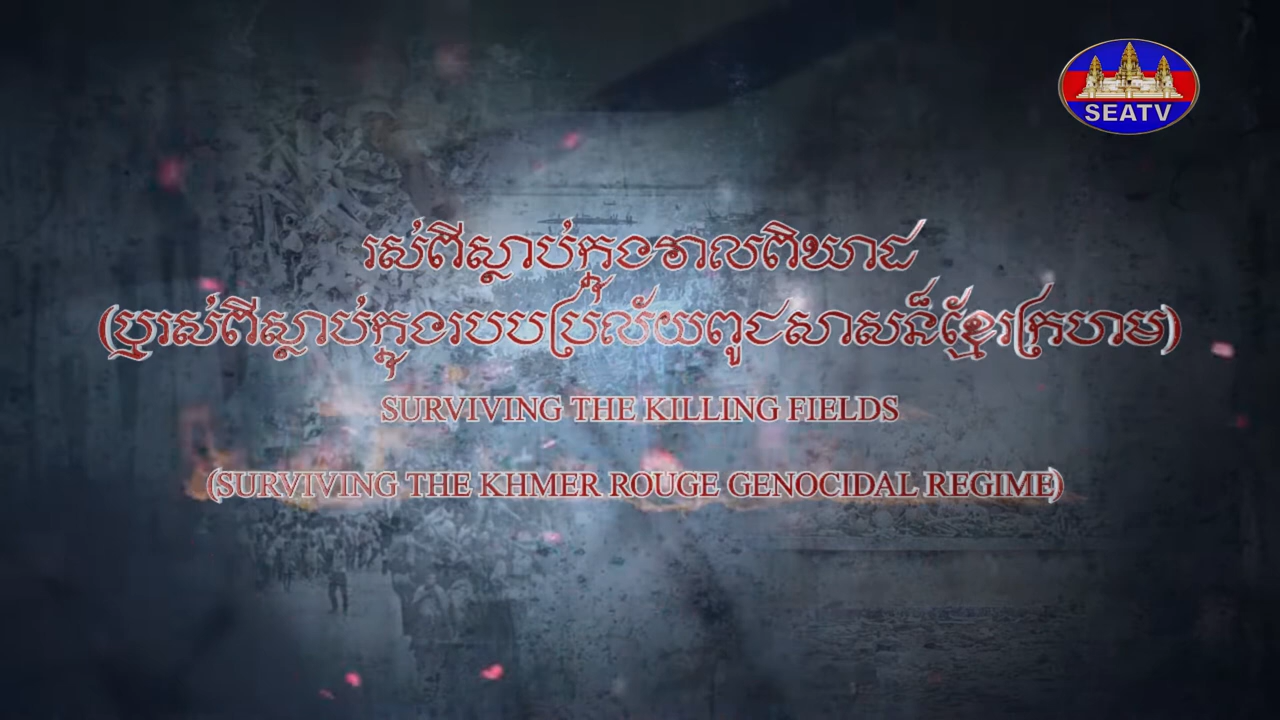 SEATV
រស់ពីស្លាប់ក្នុងវាលពិឃាដ
(ឬរស់ពីស្លាប់ក្នុងរបបប្រល័យពូជសាសន៍ខ្មែរក្រហម)
SURVIVING THE KILLING FIELDS
(SURVIVING THE KHMER ROUGE GENOCIDAL REGIME)